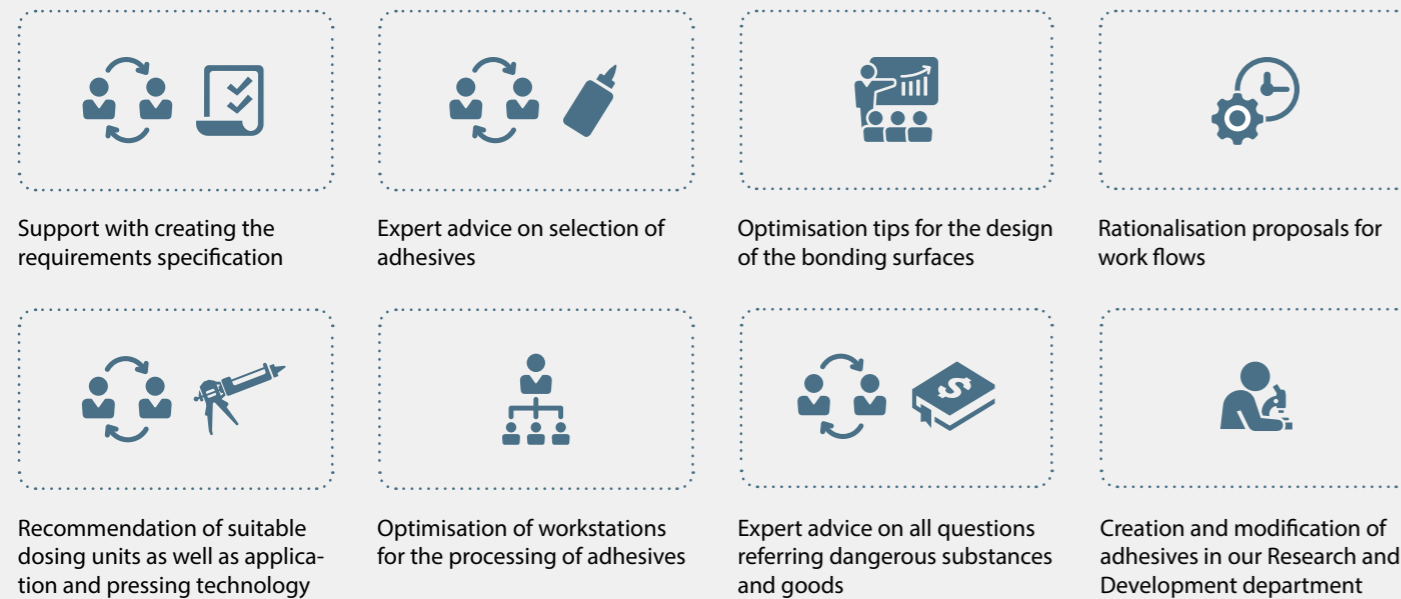 Support with creating the
requirements specification
Expert advice on selection of
adhesives
Optimisation tips for the design
of the bonding surfaces
Rationalisation proposals for
work flows
Recommendation of suitable
dosing units as well as applica-
tion and pressing technology
Optimisation of workstations
for the processing of adhesives
Expert advice on all questions
referring dangerous substances
and goods
Creation and modification of
adhesives in our Research and
Development department